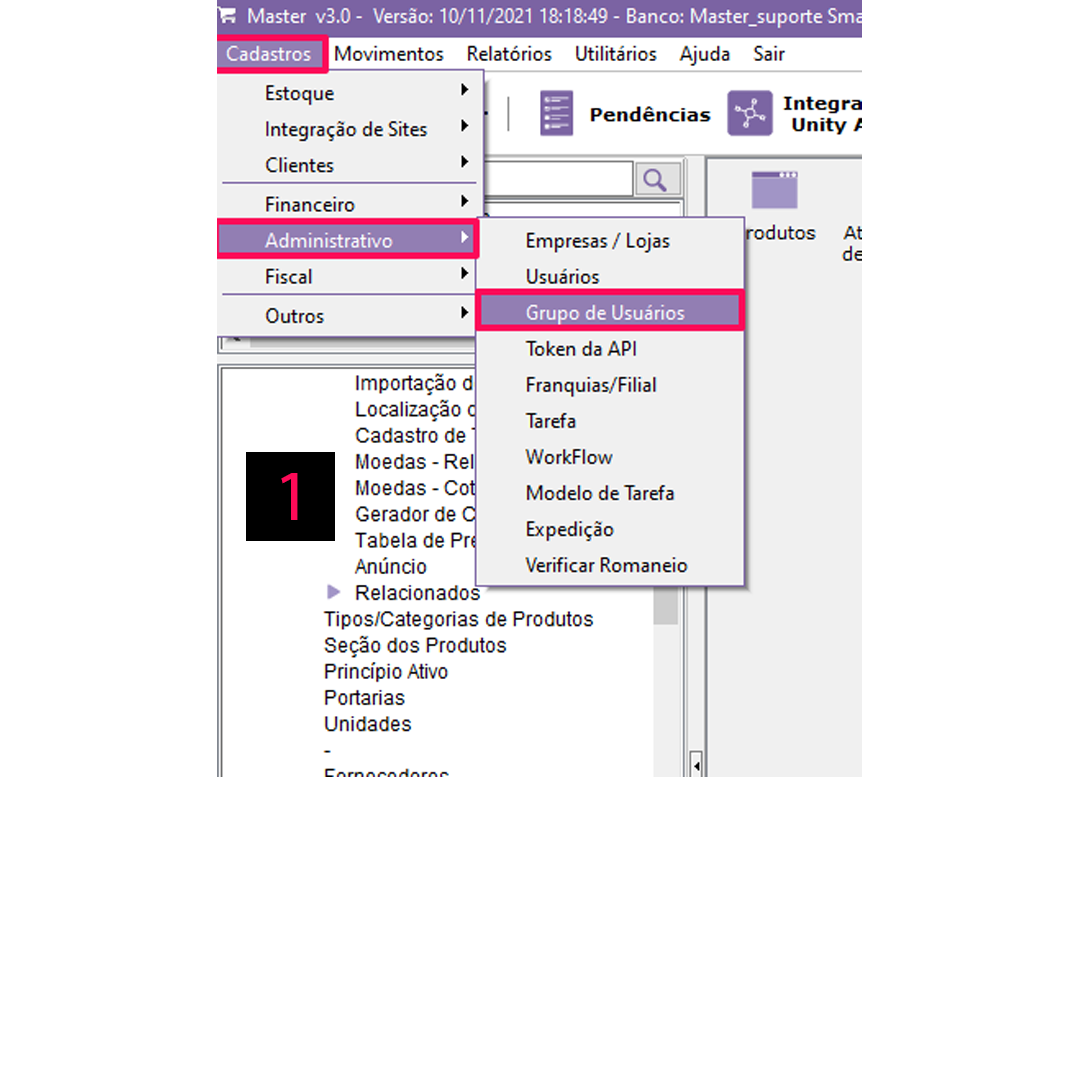 Master v3.0 - Versão: 10/11/2021 18:18:49 - Banco: Master_suporte Sma
Cadastros Movimentos Relatórios Utilitários Ajuda Sair
Estoque
Integração de Sites
Clientes
Financeiro
Administrativo
Fiscal
Outros
Pendências
Integra
Unity A
rodutos
At
de
Empresas / Lojas
Usuários
Grupo de Usuários
Token da API
Franquias/Filial
Tarefa
WorkFlow
Modelo de Tarefa
Expedição
Verificar Romaneio
1
Importação d
Localização
Cadastro de
Moedas - Rel
Moedas - Cot
Gerador de C
Tabela de Pre
Anúncio
Relacionados
Tipos/Categorias de Produtos
Seção dos Produtos
Princípio Ativo
Portarias
Unidades
-
Fornecedores